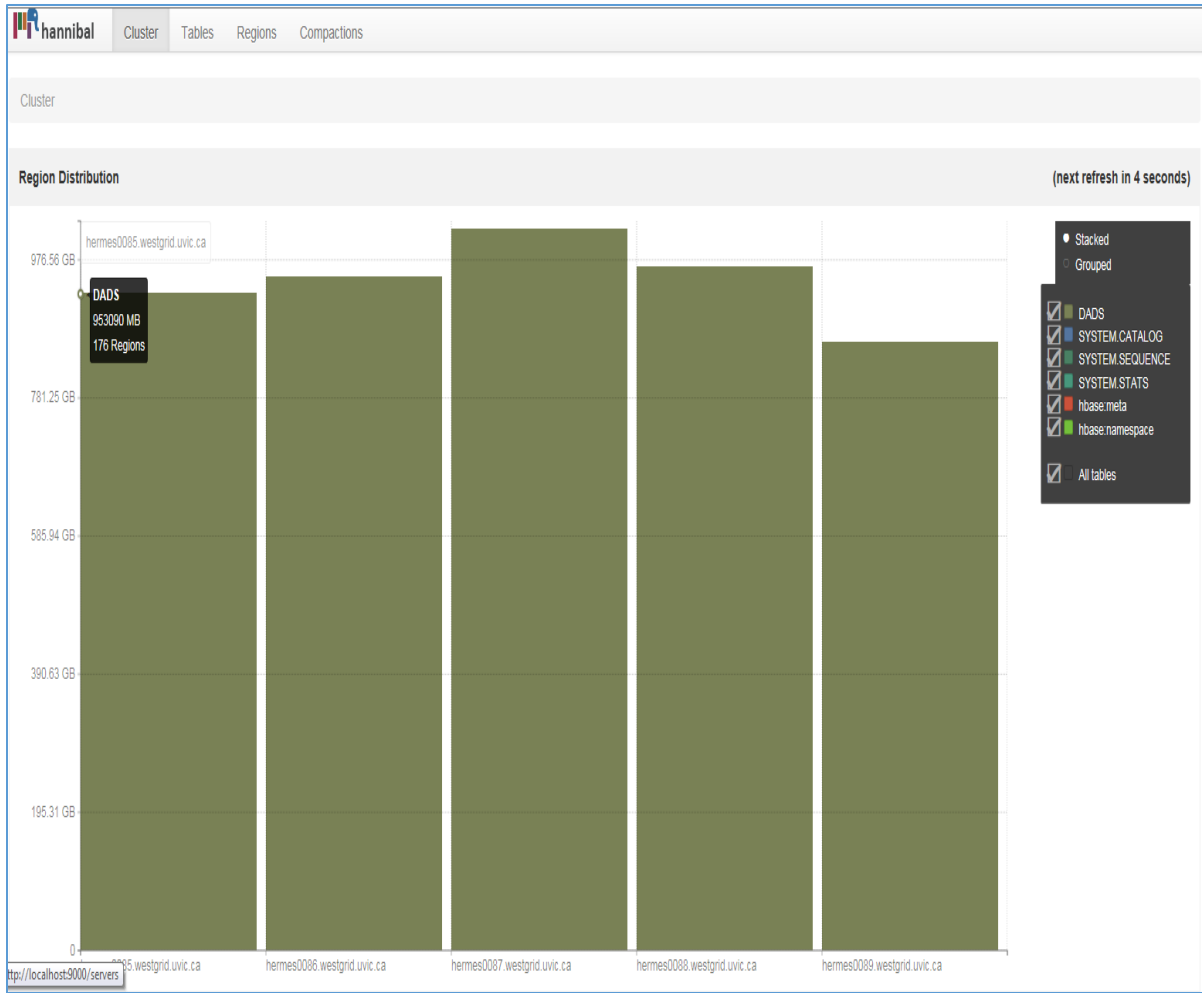 hannibal Cluster Tables Regions Compactions
Cluster
Region Distribution (next refresh in 4 seconds)
hermes0085.westgrid.uvic.ca
DADS
953090 MB
176 Regions
976.56 GB
781.25 GB
585.94 GB
390.63 GB
195.31 GB
0
Stacked
Grouped
DADS
SYSTEM.CATALOG
SYSTEM.SEQUENCE
SYSTEM.STATS
hbase:meta
hbase:namespace
All tables
085.westgrid.uvic.ca hermes0086.westgrid.uvic.ca hermes0087.westgrid.uvic.ca hermes0088.westgrid.uvic.ca hermes0089.westgrid.uvic.ca
ttp://localhost:9000/servers